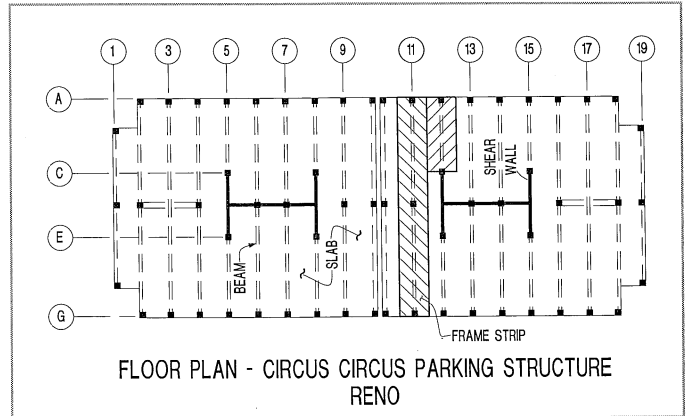 1 3 5 7 9 11 13 15 17 19
A
C
E
G
SHEAR
WALL
BEAM
SLAB
FRAME STRIP
FLOOR PLAN - CIRCUS CIRCUS PARKING STRUCTURE
RENO